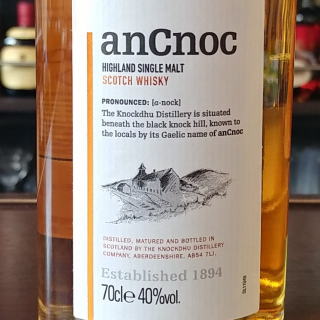 anCnoc
HIGHLAND SINGLE MALT
SCOTCH WHISKY
PRONOUNCED: [a-nock]
The Knockdhu Distillery is situated
beneath the black knock hill, known to
the locals by its Gaelic name of anCnoc
DISTILLED, MATURED AND BOTTLED IN
SCOTLAND BY THE KNOCKDHU DISTILLERY
COMPANY, ABERDEENSHIRE, AB54 7LJ.
Established 1894
70cl e 40%vol.